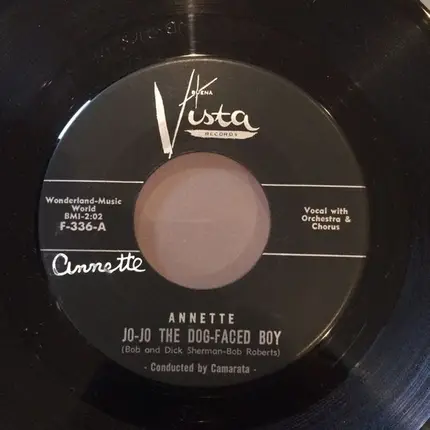 BUENA
Vista
RECORDS
Wonderland-Music
World
BMI-2:02
F-336-A
Vocal with
Orchestra &
Chorus
Annette
ANNETTE
JO-JO THE DOG-FACED BOY
(Bob and Dick Sherman-Bob Roberts)
- Conducted by Camarata -